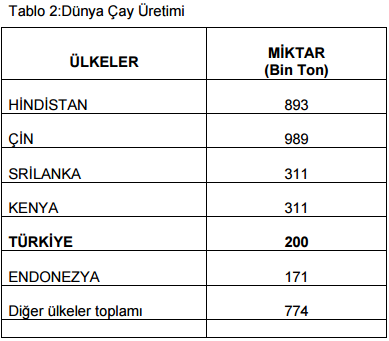 Tablo 2:Dünya Çay Üretimi
ÜLKELER MİKTAR
(Bin Ton)
HİNDİSTAN 893
ÇİN 989
SRİLANKA 311
KENYA 311
TÜRKİYE 200
ENDONEZYA 171
Diğer ülkeler toplamı 774